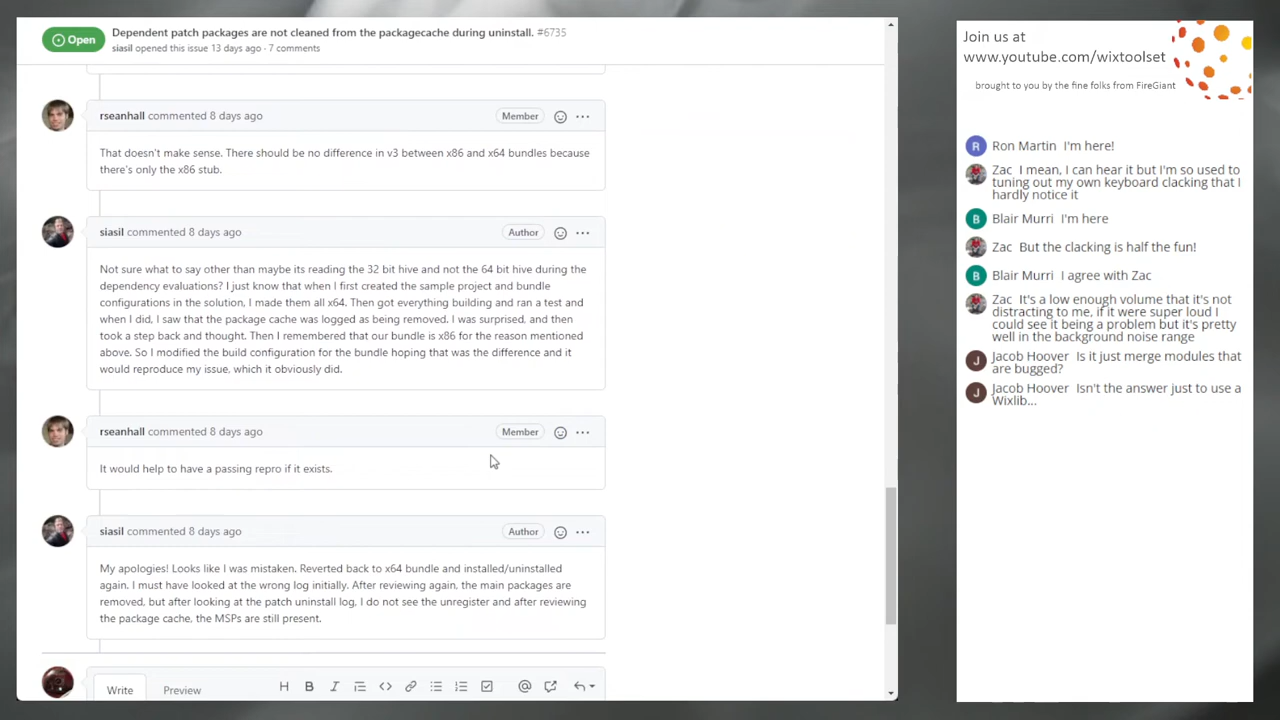 Open
Dependent patch packages are not cleaned from the packagecache during uninstall. #6735
siasil opened this issue 13 days ago · 7 comments
rseanhall commented 8 days ago
Member
That doesn't make sense. There should be no difference in v3 between x86 and x64 bundles because
there's only the x86 stub.
siasil commented 8 days ago
Author
Not sure what to say other than maybe its reading the 32 bit hive and not the 64 bit hive during the
dependency evaluations? I just know that when I first created the sample project and bundle
configurations in the solution, I made them all x64. Then got everything building and ran a test and
when I did, I saw that the package cache was logged as being removed. I was surprised, and then
took a step back and thought. Then I remembered that our bundle is x86 for the reason mentioned
above. So I modified the build configuration for the bundle hoping that was the difference and it
would reproduce my issue, which it obviously did.
rseanhall commented 8 days ago
Member
It would help to have a passing repro if it exists.
siasil commented 8 days ago
Author
My apologies! Looks like I was mistaken. Reverted back to x64 bundle and installed/uninstalled
again. I must have looked at the wrong log initially. After reviewing again, the main packages are
removed, but after looking at the patch uninstall log, I do not see the unregister and after reviewing
the package cache, the MSPs are still present.
Write
Preview
Join us at
www.youtube.com/wixtoolset
brought to you by the fine folks from FireGiant
R Ron Martin I'm here!
Zac I mean, I can hear it but I'm so used to
tuning out my own keyboard clacking that I
hardly notice it
B Blair Murri I'm here
Zac But the clacking is half the fun!
B Blair Murri I agree with Zac
Zac It's a low enough volume that it's not
distracting to me, if it were super loud I
could see it being a problem but it's pretty
well in the background noise range
J Jacob Hoover Is it just merge modules that
are bugged?
J Jacob Hoover Isn't the answer just to use a
Wixlib...